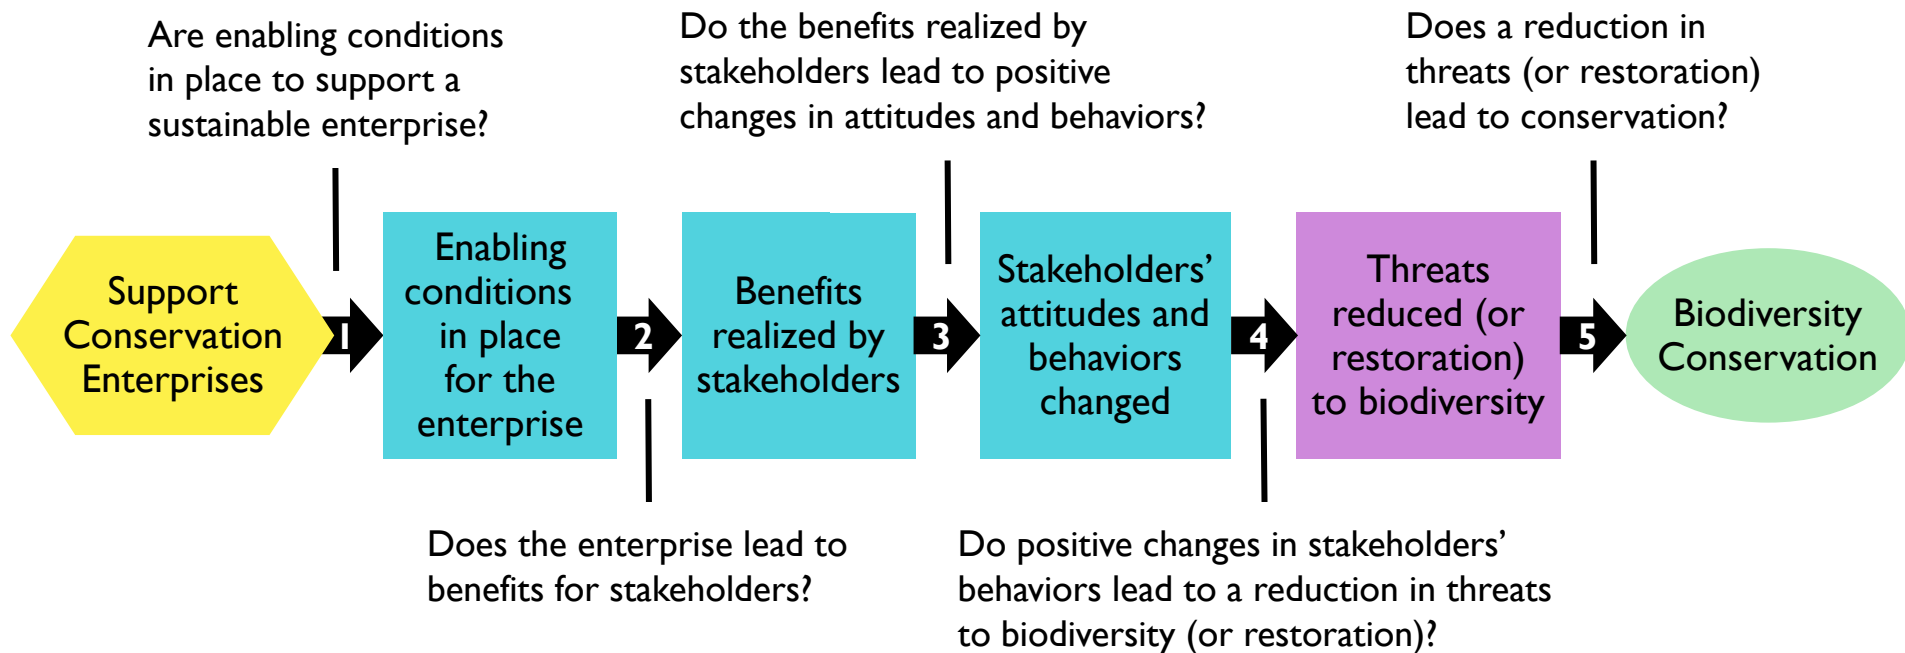 Are enabling conditions
in place to support a
sustainable enterprise?
Do the benefits realized by
stakeholders lead to positive
changes in attitudes and behaviors?
Does a reduction in
threats (or restoration)
lead to conservation?
Support
Conservation
Enterprises
1
Enabling
conditions
in place
for the
enterprise
2
Benefits
realized by
stakeholders
3
Stakeholders’
attitudes and
behaviors
changed
4
Threats
reduced (or
restoration)
to biodiversity
5
Biodiversity
Conservation
Does the enterprise lead to
benefits for stakeholders?
Do positive changes in stakeholders’
behaviors lead to a reduction in threats
to biodiversity (or restoration)?